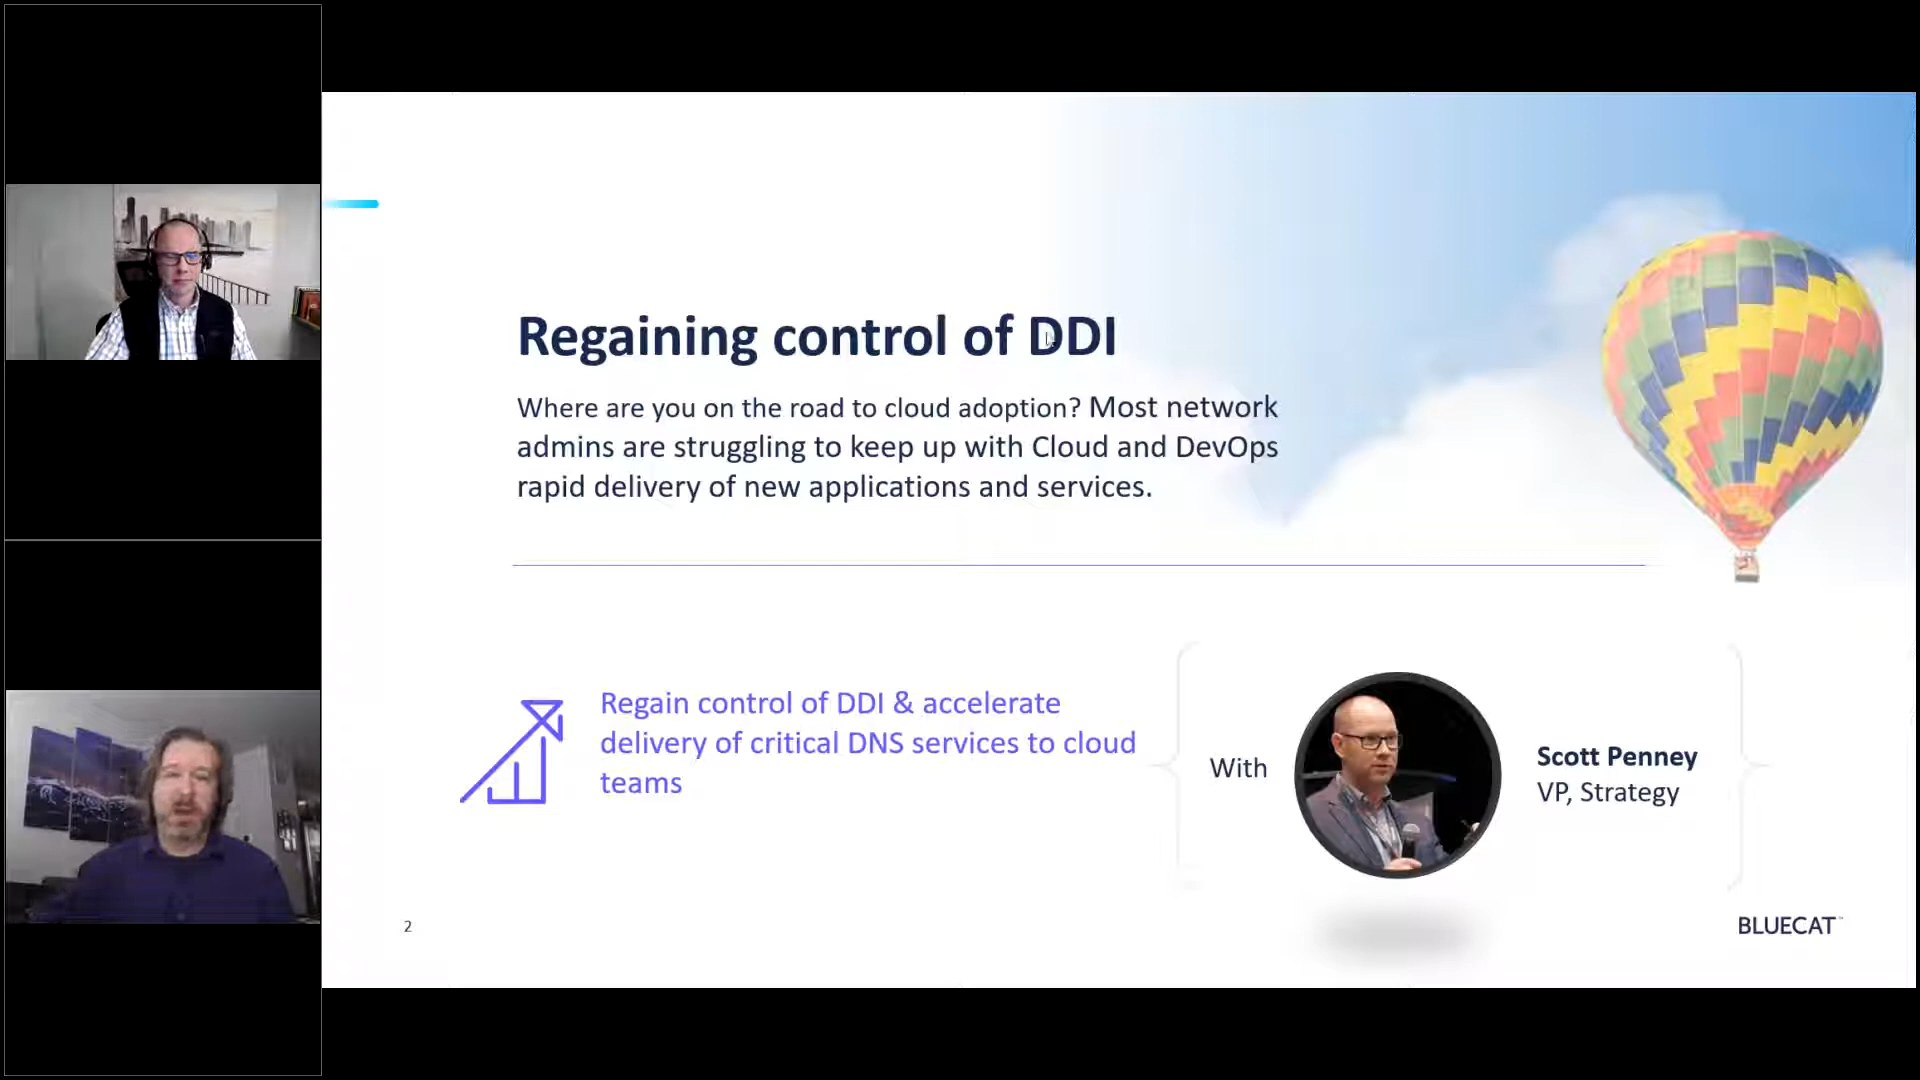 Regaining control of DDI
Where are you on the road to cloud adoption? Most network
admins are struggling to keep up with Cloud and DevOps
rapid delivery of new applications and services.
Regain control of DDI & accelerate
delivery of critical DNS services to cloud
teams
With
Scott Penney
VP, Strategy
2
BLUECAT™